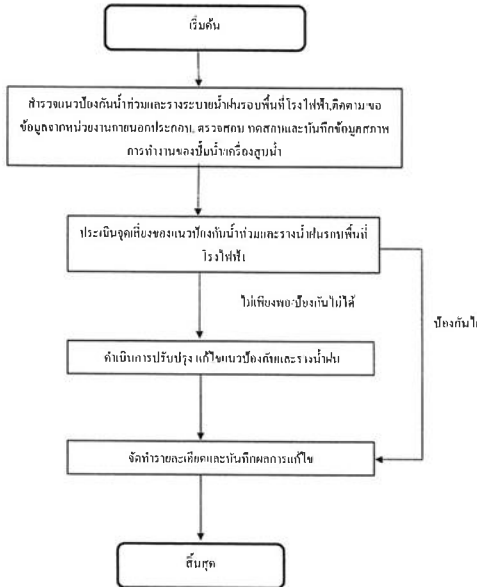 เริ่มต้น
สำรวจแนวป้องกันน้ำท่วมและรางระบายน้ำฝนรอบพื้นที่โรงไฟฟ้า,ติดตาม/ขอ
ข้อมูลจากหน่วยงานภายนอกประกอบ, ตรวจสอบ ทดสอบและบันทึกข้อมูลสภาพ
การทำงานของปั๊มน้ำ/เครื่องสูบน้ำ
ประเมินจุดเสี่ยงของแนวป้องกันน้ำท่วมและรางน้ำฝนรอบพื้นที่
โรงไฟฟ้า
ไม่เพียงพอ/ป้องกันไม่ได้
ป้องกันไ
ดำเนินการปรับปรุง แก้ไขแนวป้องกันและรางน้ำฝน
จัดทำรายละเอียดและบันทึกผลการแก้ไข
สิ้นสุด